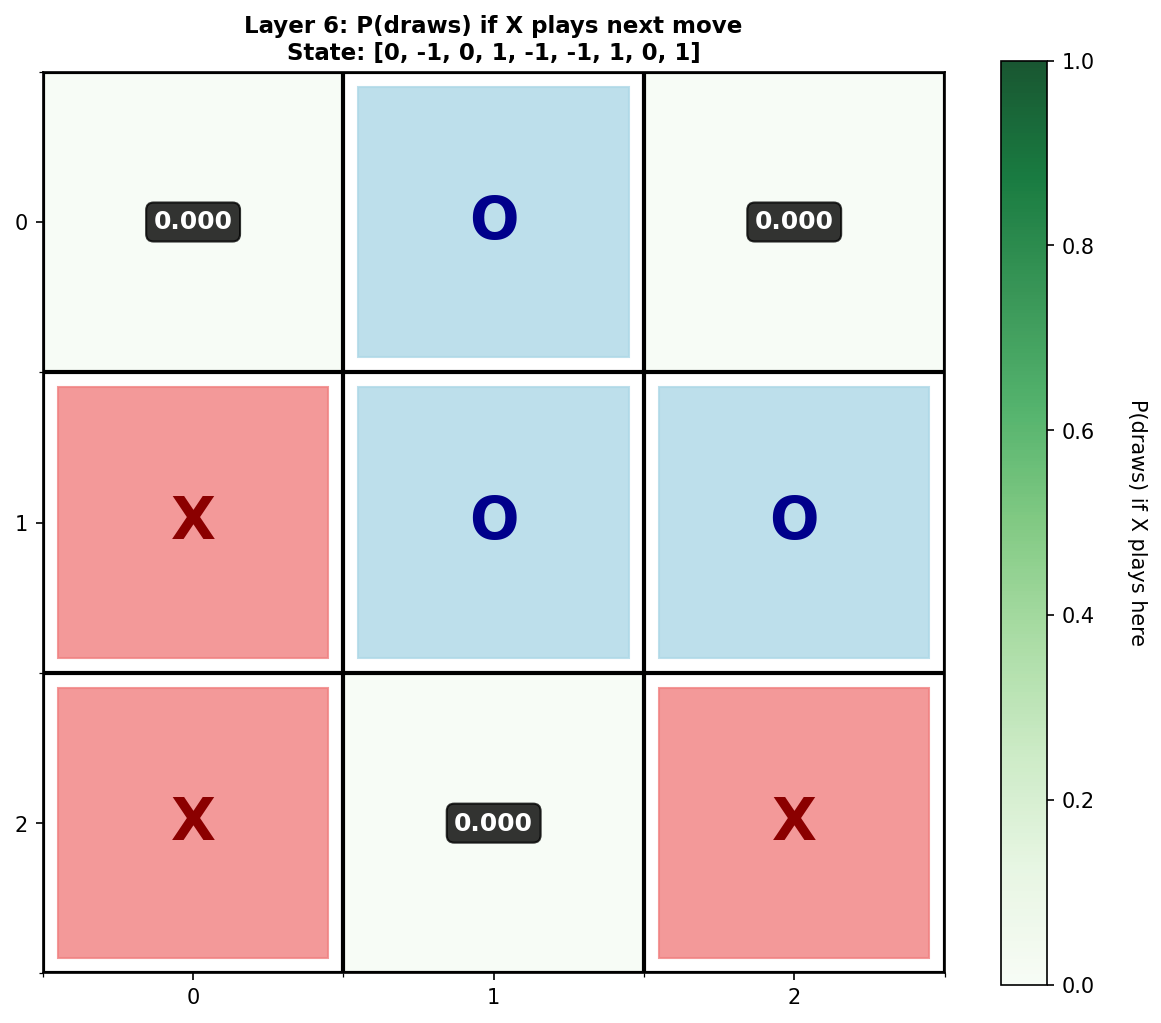 Layer 6: P(draws) if X plays next move
State: [0, -1, 0, 1, -1, -1, 1, 0, 1]
0.000 O 0.000
X O O
X 0.000 X
0
1
2
0 1 2
1.0
0.8
0.6
0.4
0.2
0.0
P(draws) if X plays here